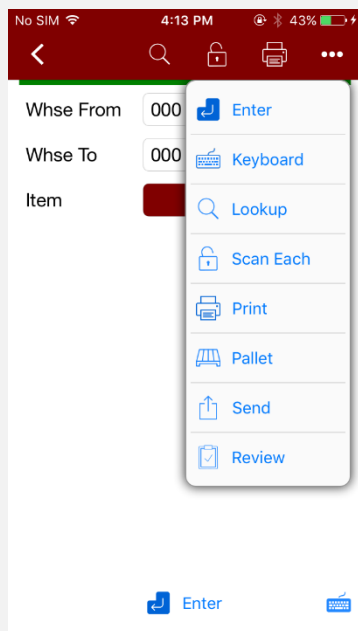 No SIM 4:13 PM 43%
Whse From 000
Enter
Keyboard
Whse To 000
Item
Lookup
Scan Each
Print
Pallet
Send
Review
Enter